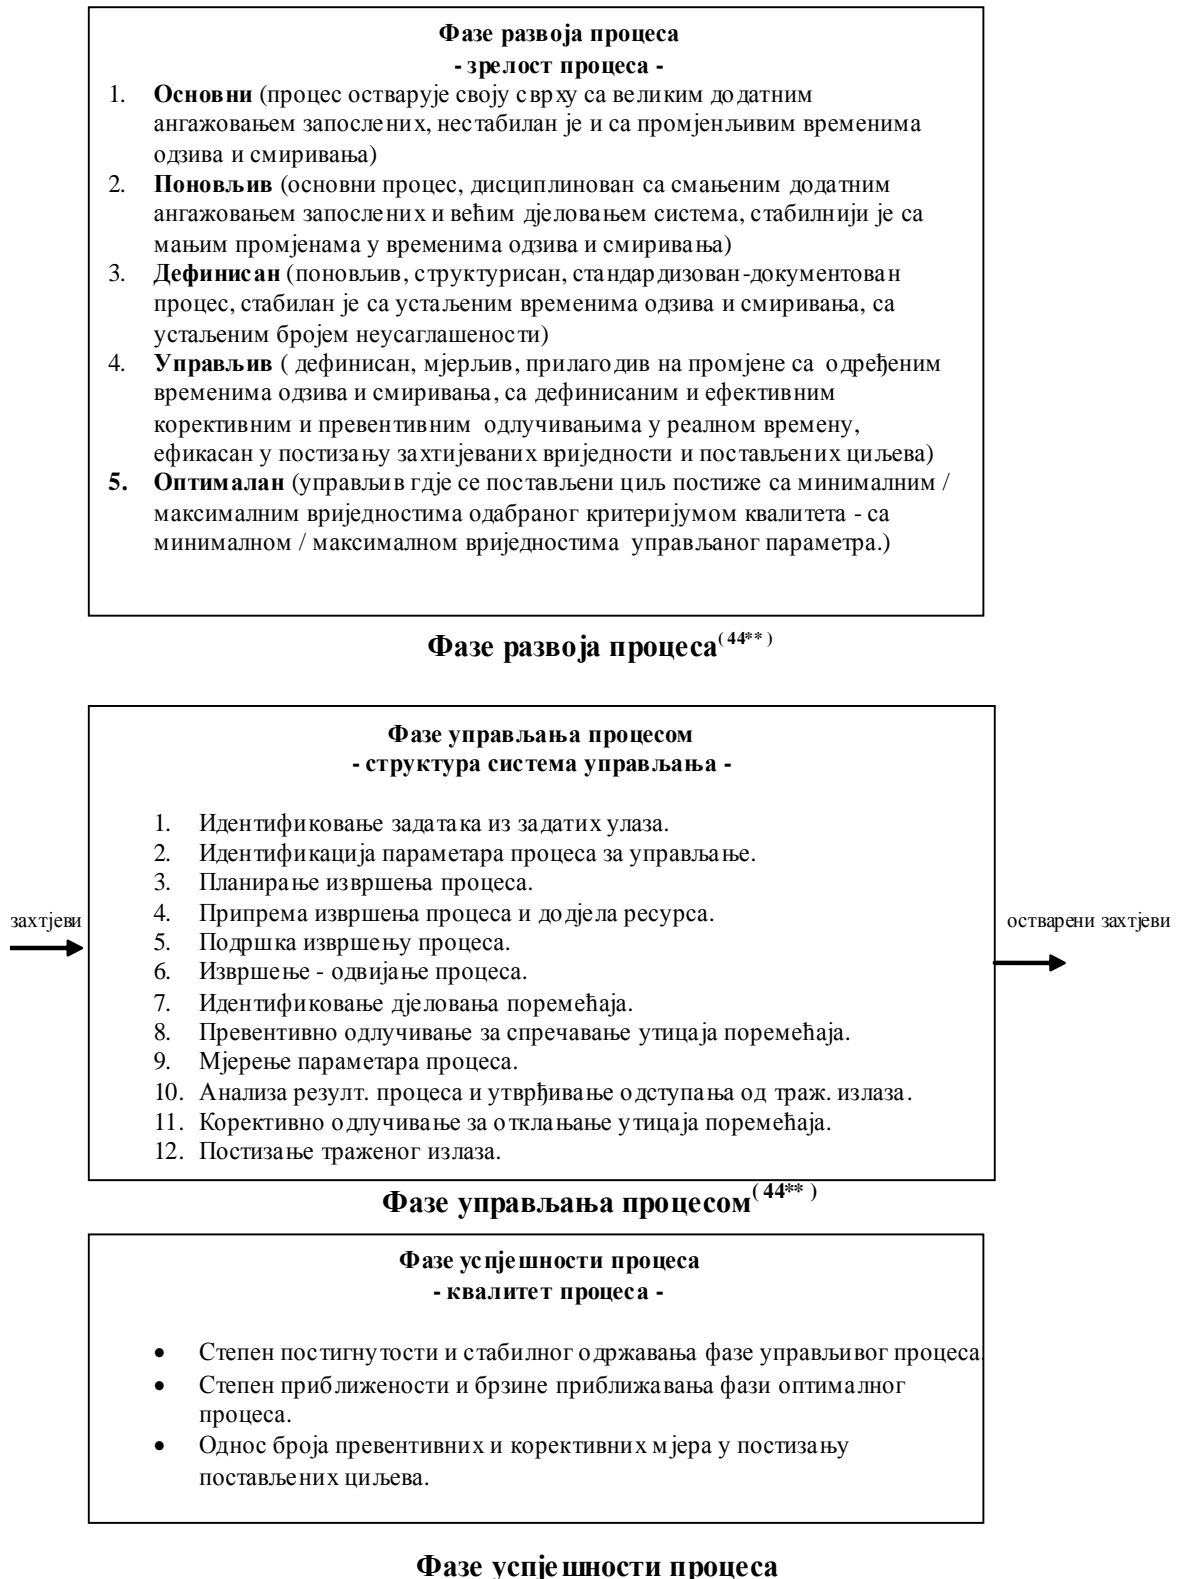 Фазе развоја процеса
- зрелост процеса -
1. Основни (процес остварује своју сврху са великим додатним
ангажовањем запослених, нестабилан је и са промјенљивим временима
одзива и смиривања)
2. Поновљив (основни процес, дисциплинован са смањеним додатним
ангажовањем запослених и већим дјеловањем система, стабилнији је са
мањим промјенама у временима одзива и смиривања)
3. Дефинисан (поновљив, структурисан, стандардизован-документован
процес, стабилан је са устаљеним временима одзива и смиривања, са
устаљеним бројем неусаглашености)
4. Управљив ( дефинисан, мјерљив, прилагодив на промјене са одређеним
временима одзива и смиривања, са дефинисаним и ефективним
корективним и превентивним одлучивањима у реалном времену,
ефикасан у постизању захтијеваних вриједности и постављених циљева)
5. Оптималан (управљив гдје се постављени циљ постиже са минималним /
максималним вриједностима одабраног критеријумом квалитета - са
минималном / максималном вриједностима управљаног параметра.)
Фазе развоја процеса( 44** )
Фазе управљања процесом
- структура система управљања -
1. Идентификовање задатака из задатих улаза.
2. Идентификација параметара процеса за управљање.
3. Планирање извршења процеса.
4. Припрема извршења процеса и додјела ресурса.
захтјеви
остварени захтјеви
5. Подршка извршењу процеса.
6. Извршење - одвијање процеса.
7. Идентификовање дјеловања поремећаја.
8. Превентивно одлучивање за спречавање утицаја поремећаја.
9. Мјерење параметара процеса.
10. Анализа резулт. процеса и утврђивање одступања од траж. излаза.
11. Корективно одлучивање за отклањање утицаја поремећаја.
12. Постизање траженог излаза.
Фазе управљања процесом( 44** )
Фазе успјешности процеса
- квалитет процеса -
• Степен постигнутости и стабилног одржавања фазе управљивог процеса.
• Степен приближености и брзине приближавања фази оптималног
процеса.
• Однос броја превентивних и корективних мјера у постизању
постављених циљева.
Фазе успјешности процеса